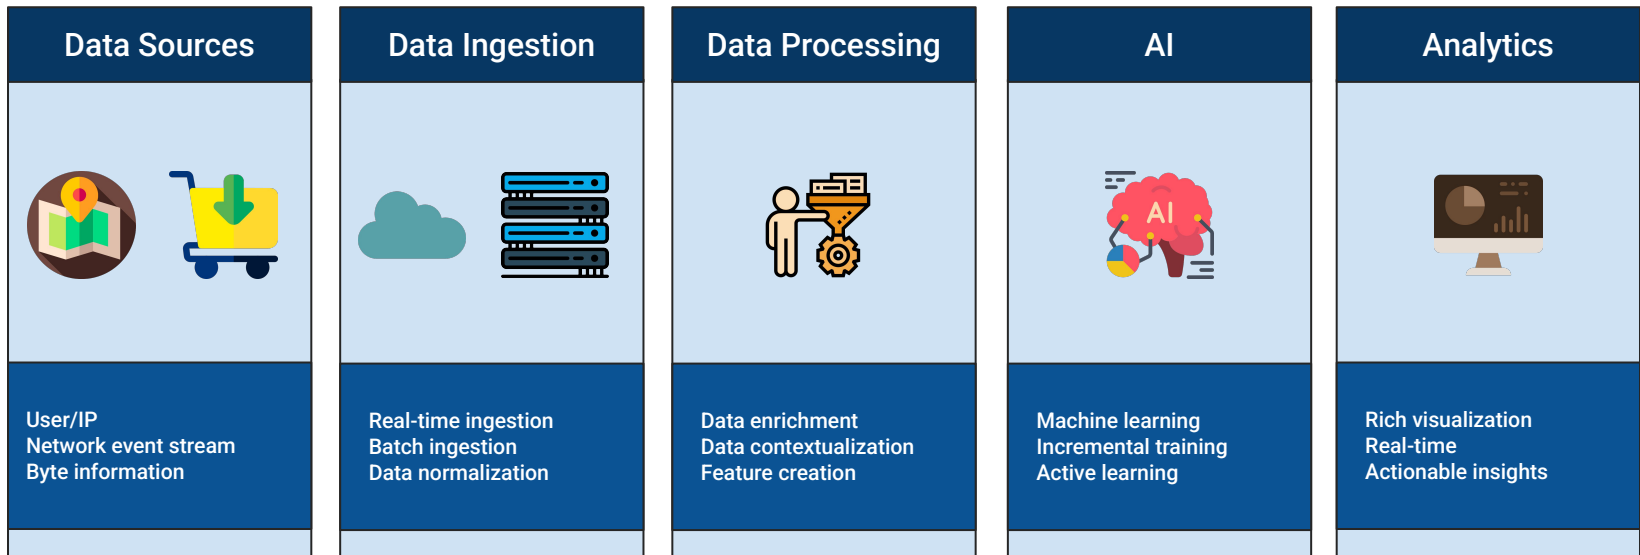 Data Sources
Data Ingestion
Data Processing
AI
Analytics
AI
User/IP
Network event stream
Byte information
Real-time ingestion
Batch ingestion
Data normalization
Data enrichment
Data contextualization
Feature creation
Machine learning
Incremental training
Active learning
Rich visualization
Real-time
Actionable insights